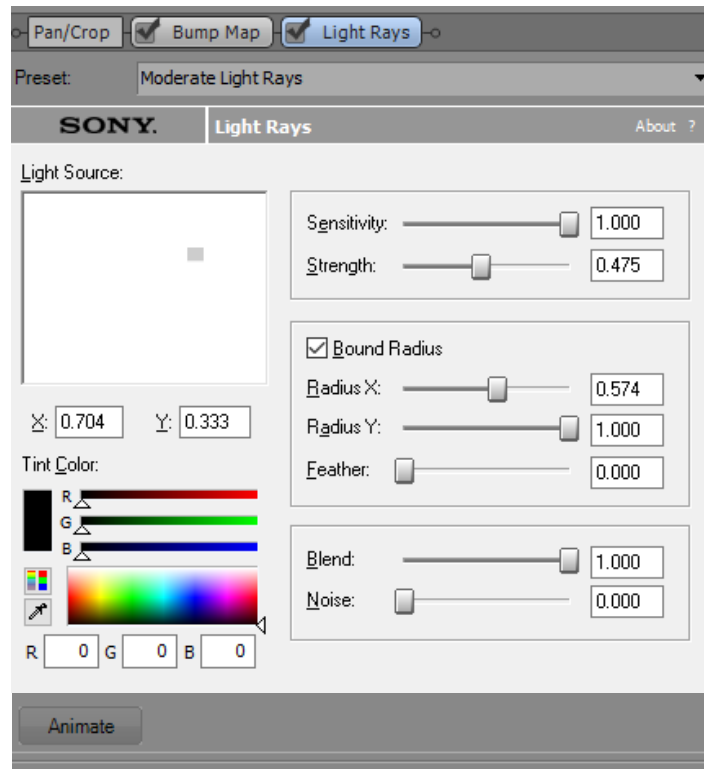 Pan/Crop Bump Map Light Rays
Preset: Moderate Light Rays
SONY. Light Rays About ?
Light Source:
Sensitivity: 1.000
Strength: 0.475
Bound Radius
Radius X: 0.574
Radius Y: 1.000
Feather: 0.000
X: 0.704 Y: 0.333
Tint Color:
R
G
B
Blend: 1.000
Noise: 0.000
R 0 G 0 B 0
Animate